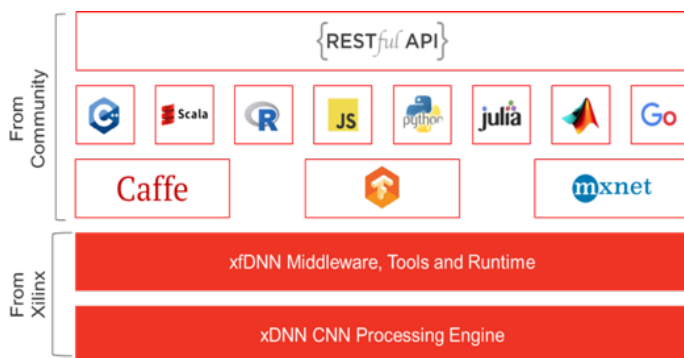 {RESTful API}
From
Community
C++
Scala
R
JS
python
julia
Go
Caffe
mxnet
From
Xilinx
xfDNN Middleware, Tools and Runtime
xDNN CNN Processing Engine